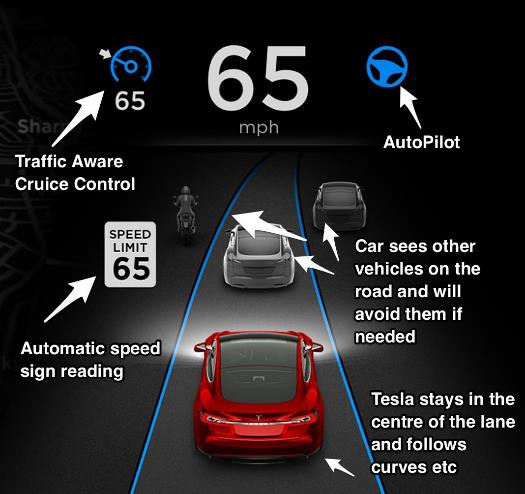 65
65
mph
Traffic Aware
Cruice Control
AutoPilot
SPEED
LIMIT
65
Car sees other
vehicles on the
road and will
avoid them if
needed
Automatic speed
sign reading
Tesla stays in the
centre of the lane
and follows
curves etc